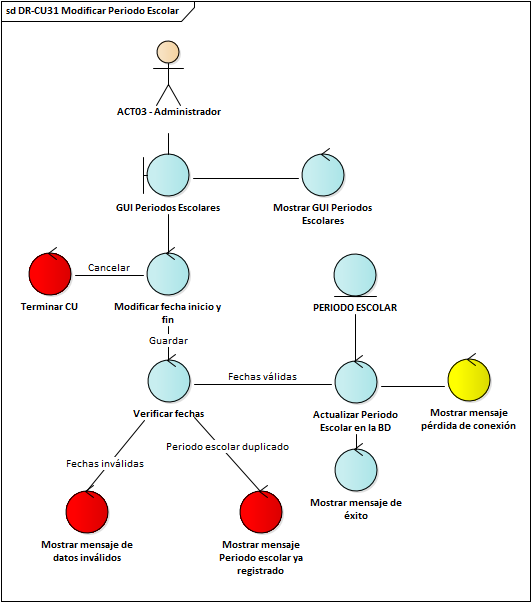 sd DR-CU31 Modificar Periodo Escolar
ACT03 - Administrador
GUI Periodos Escolares
Mostrar GUI Periodos
Escolares
Cancelar
Terminar CU
Modificar fecha inicio y
fin
PERIODO ESCOLAR
Guardar
Fechas válidas
Verificar fechas
Actualizar Periodo
Escolar en la BD
Mostrar mensaje
pérdida de conexión
Periodo escolar duplicado
Fechas inválidas
Mostrar mensaje de
éxito
Mostrar mensaje de
datos inválidos
Mostrar mensaje
Periodo escolar ya
registrado